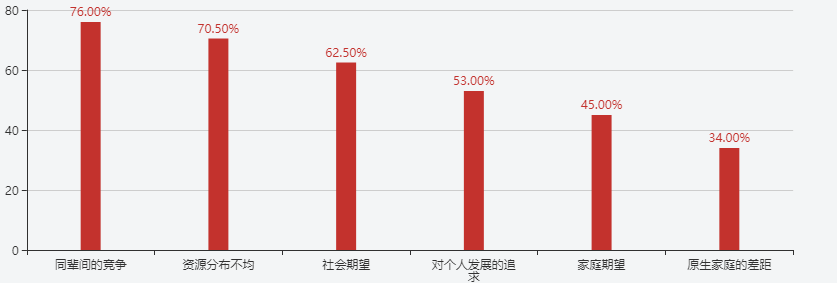 80
76.00%
70.50%
62.50%
60
53.00%
45.00%
40
34.00%
20
0
同辈间的竞争
资源分布不均
社会期望
对个人发展的追
求
家庭期望
原生家庭的差距